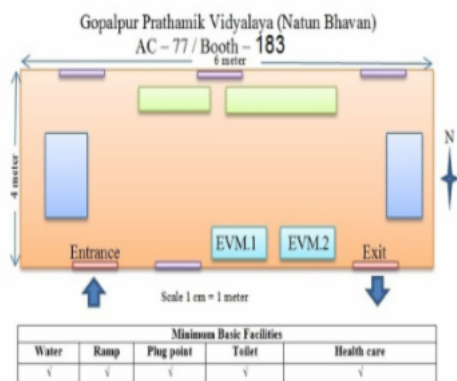 Gopalpur Prathamik Vidyalaya (Natun Bhavan)
AC – 77 / Booth – 183
6 meter
4 meter
N
EVM.1 EVM.2
Entrance Exit
Scale 1 cm = 1 meter
Minimum Basic Facilities
Water Ramp Plug point Toilet Health care
√ √ √ √ √